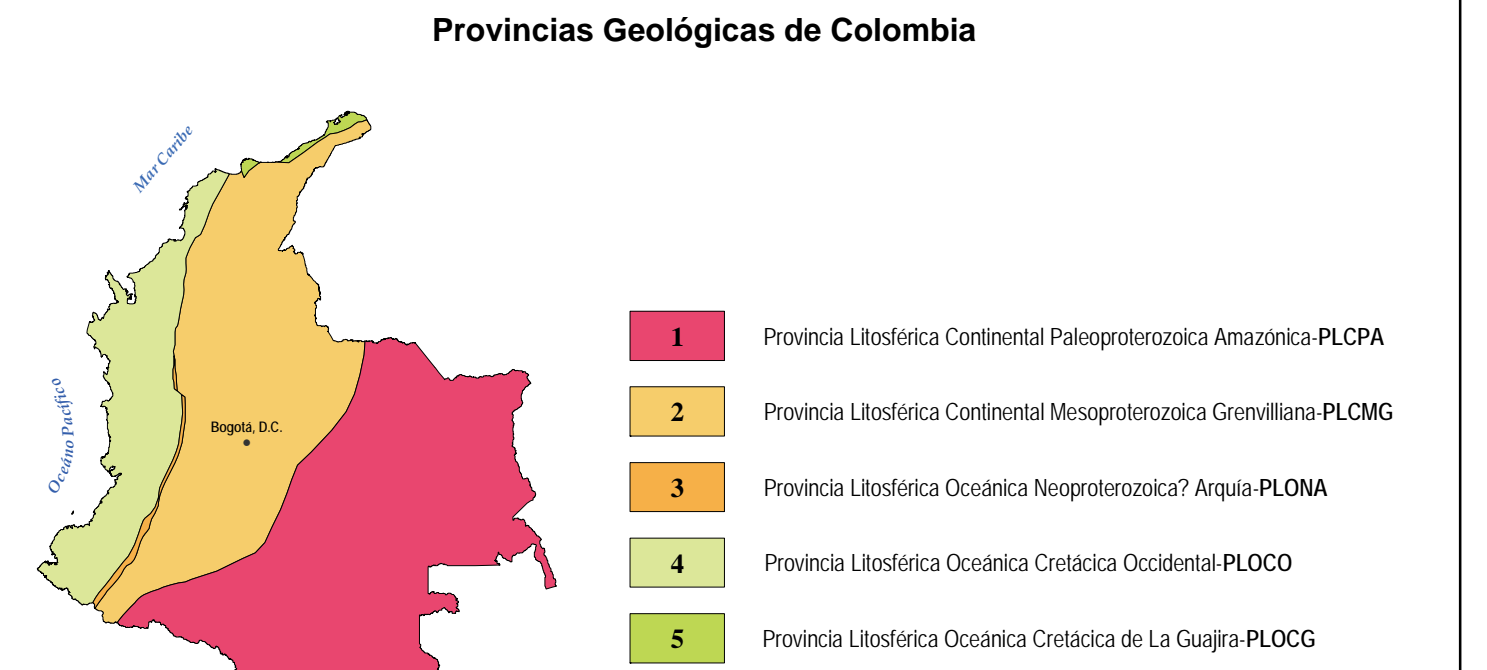 Provincias Geológicas de Colombia
Mar Caribe
Oceáno Pacífico
Bogotá, D.C.
1 Provincia Litosférica Continental Paleoproterozoica Amazónica-PLCPA
2 Provincia Litosférica Continental Mesoproterozoica Grenvilliana-PLCMG
3 Provincia Litosférica Oceánica Neoproterozoica? Arquía-PLONA
4 Provincia Litosférica Oceánica Cretácica Occidental-PLOCO
5 Provincia Litosférica Oceánica Cretácica de La Guajira-PLOCG